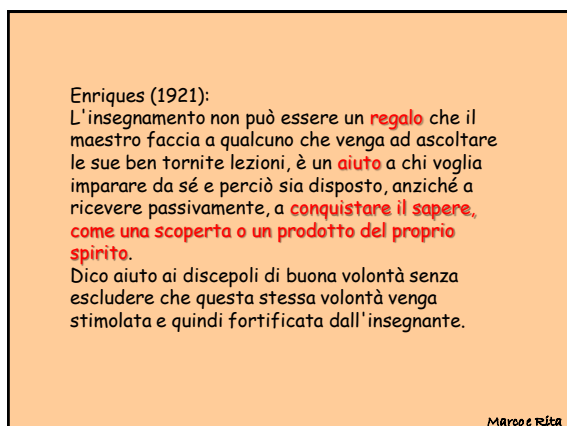 Enriques (1921):
L'insegnamento non può essere un regalo che il
maestro faccia a qualcuno che venga ad ascoltare
le sue ben tornite lezioni, è un aiuto a chi voglia
imparare da sé e perciò sia disposto, anziché a
ricevere passivamente, a conquistare il sapere,
come una scoperta o un prodotto del proprio
spirito.
Dico aiuto ai discepoli di buona volontà senza
escludere che questa stessa volontà venga
stimolata e quindi fortificata dall'insegnante.
Marco e Rita